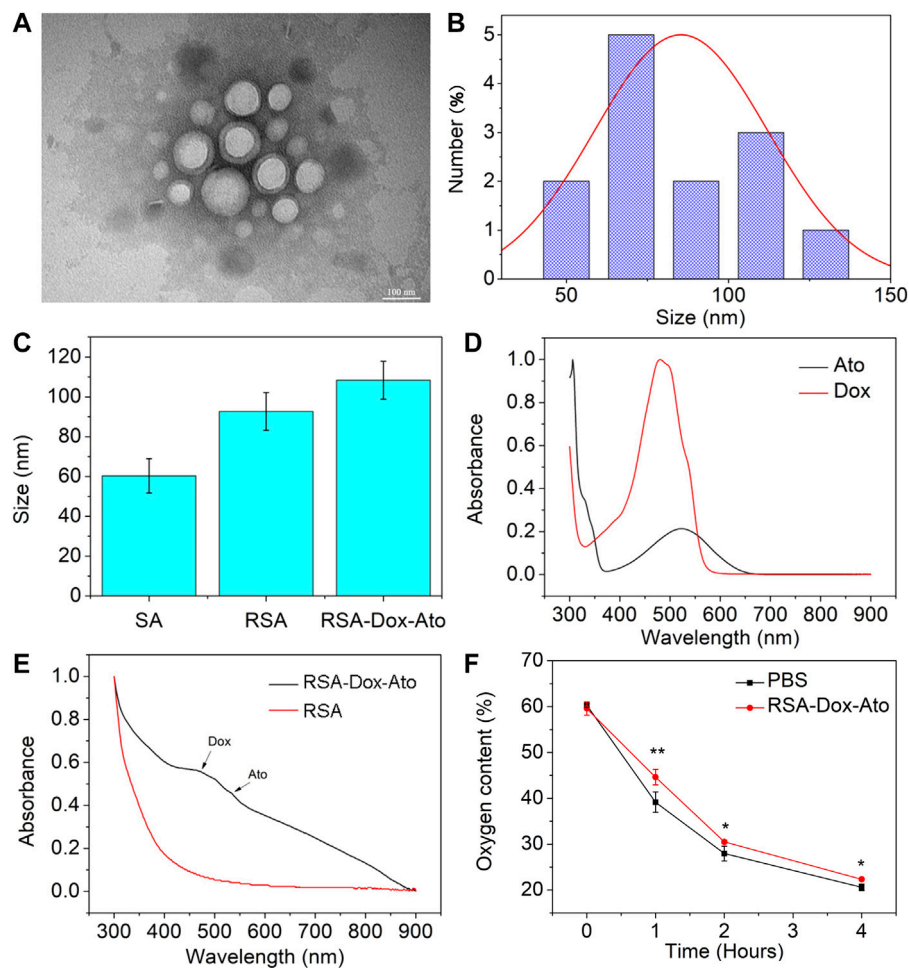 A
100 nm
B
Number (%)
5
4
3
2
1
0
50 100 150
Size (nm)
C
Size (nm)
120
100
80
60
40
20
0
SA RSA RSA-Dox-Ato
D
Absorbance
1.0
0.8
0.6
0.4
0.2
0.0
Ato
Dox
300 400 500 600 700 800 900
Wavelength (nm)
E
Absorbance
1.0
0.8
0.6
0.4
0.2
0.0
RSA-Dox-Ato
RSA
Dox
Ato
300 400 500 600 700 800 900
Wavelength (nm)
F
Oxygen content (%)
70
60
50
40
30
20
PBS
RSA-Dox-Ato
**
*
*
0 1 2 3 4
Time (Hours)